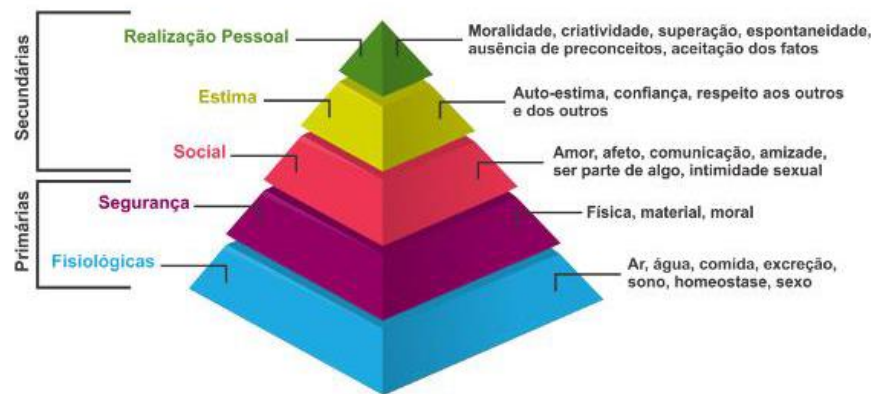 Secundárias
Realização Pessoal
Moralidade, criatividade, superação, espontaneidade,
ausência de preconceitos, aceitação dos fatos
Estima
Auto-estima, confiança, respeito aos outros
e dos outros
Social
Amor, afeto, comunicação, amizade,
ser parte de algo, intimidade sexual
Primárias
Segurança
Física, material, moral
Fisiológicas
Ar, água, comida, excreção,
sono, homeostase, sexo